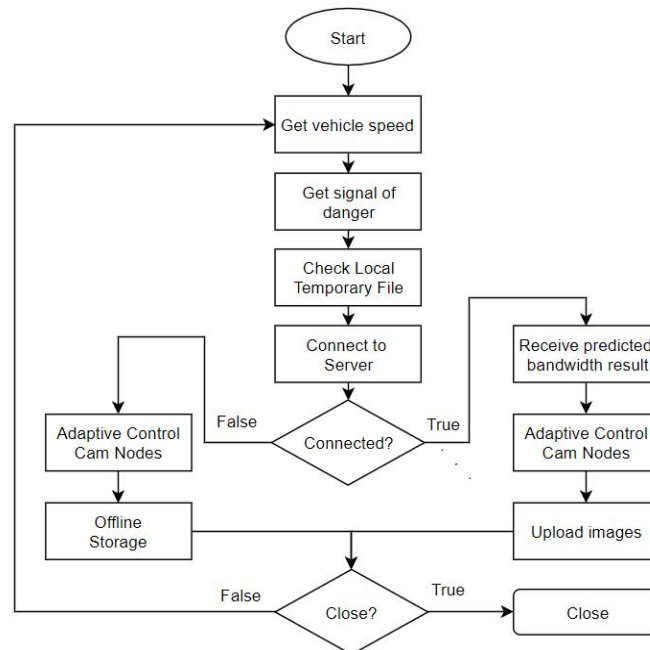 Start
Get vehicle speed
Get signal of
danger
Check Local
Temporary File
Connect to
Server
Receive predicted
bandwidth result
False
Connected?
True
Adaptive Control
Cam Nodes
Adaptive Control
Cam Nodes
Offline
Storage
Upload images
False
Close?
True
Close